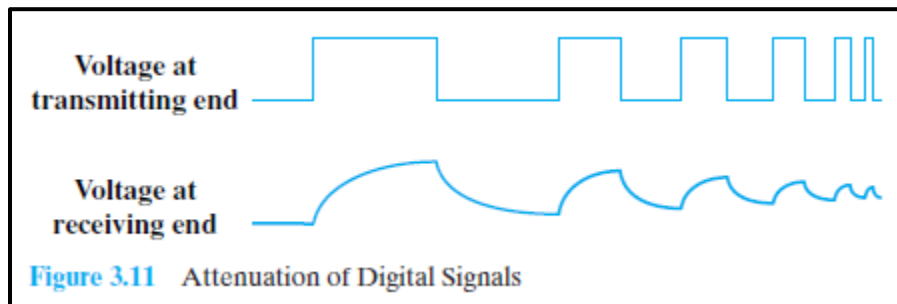 Voltage at
transmitting end
Voltage at
receiving end
Figure 3.11 Attenuation of Digital Signals